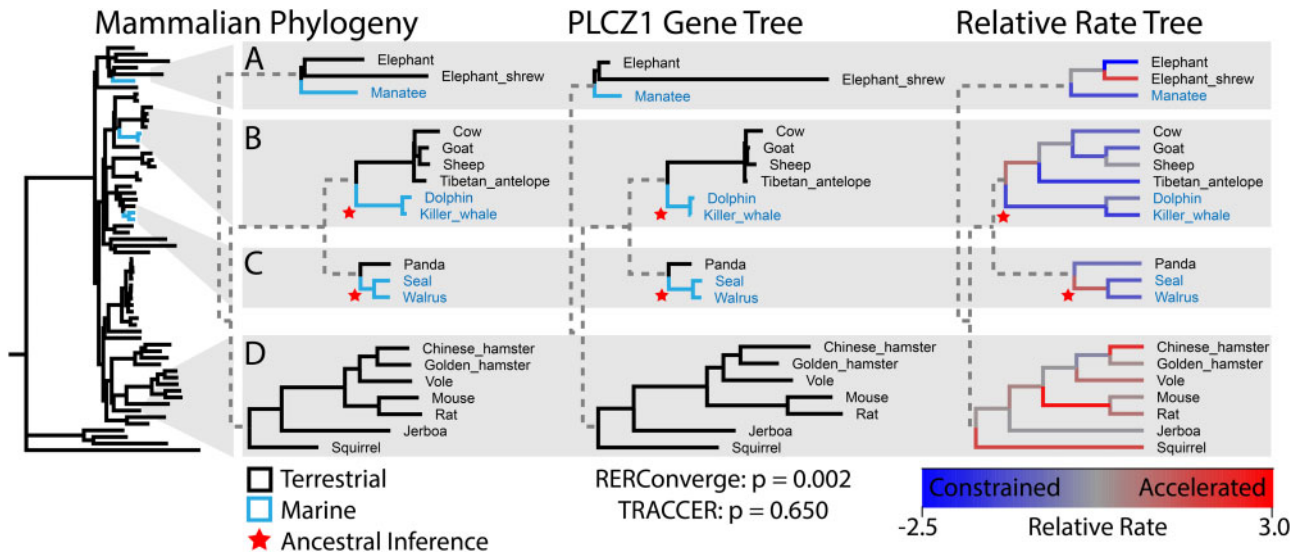 Mammalian Phylogeny
PLCZ1 Gene Tree
Relative Rate Tree
A
Elephant
Elephant_shrew
Manatee
Elephant
Elephant_shrew
Manatee
Elephant
Elephant_shrew
Manatee
B
Cow
Goat
Sheep
Tibetan_antelope
Dolphin
Killer_whale
Cow
Goat
Sheep
Tibetan_antelope
Dolphin
Killer_whale
Cow
Goat
Sheep
Tibetan_antelope
Dolphin
Killer_whale
C
Panda
Seal
Walrus
Panda
Seal
Walrus
Panda
Seal
Walrus
D
Chinese_hamster
Golden_hamster
Vole
Mouse
Rat
Jerboa
Squirrel
Chinese_hamster
Golden_hamster
Vole
Mouse
Rat
Jerboa
Squirrel
Chinese_hamster
Golden_hamster
Vole
Mouse
Rat
Jerboa
Squirrel
Terrestrial
Marine
Ancestral Inference
RERConverge: p = 0.002
TRACCER: p = 0.650
Constrained
Accelerated
-2.5
Relative Rate
3.0